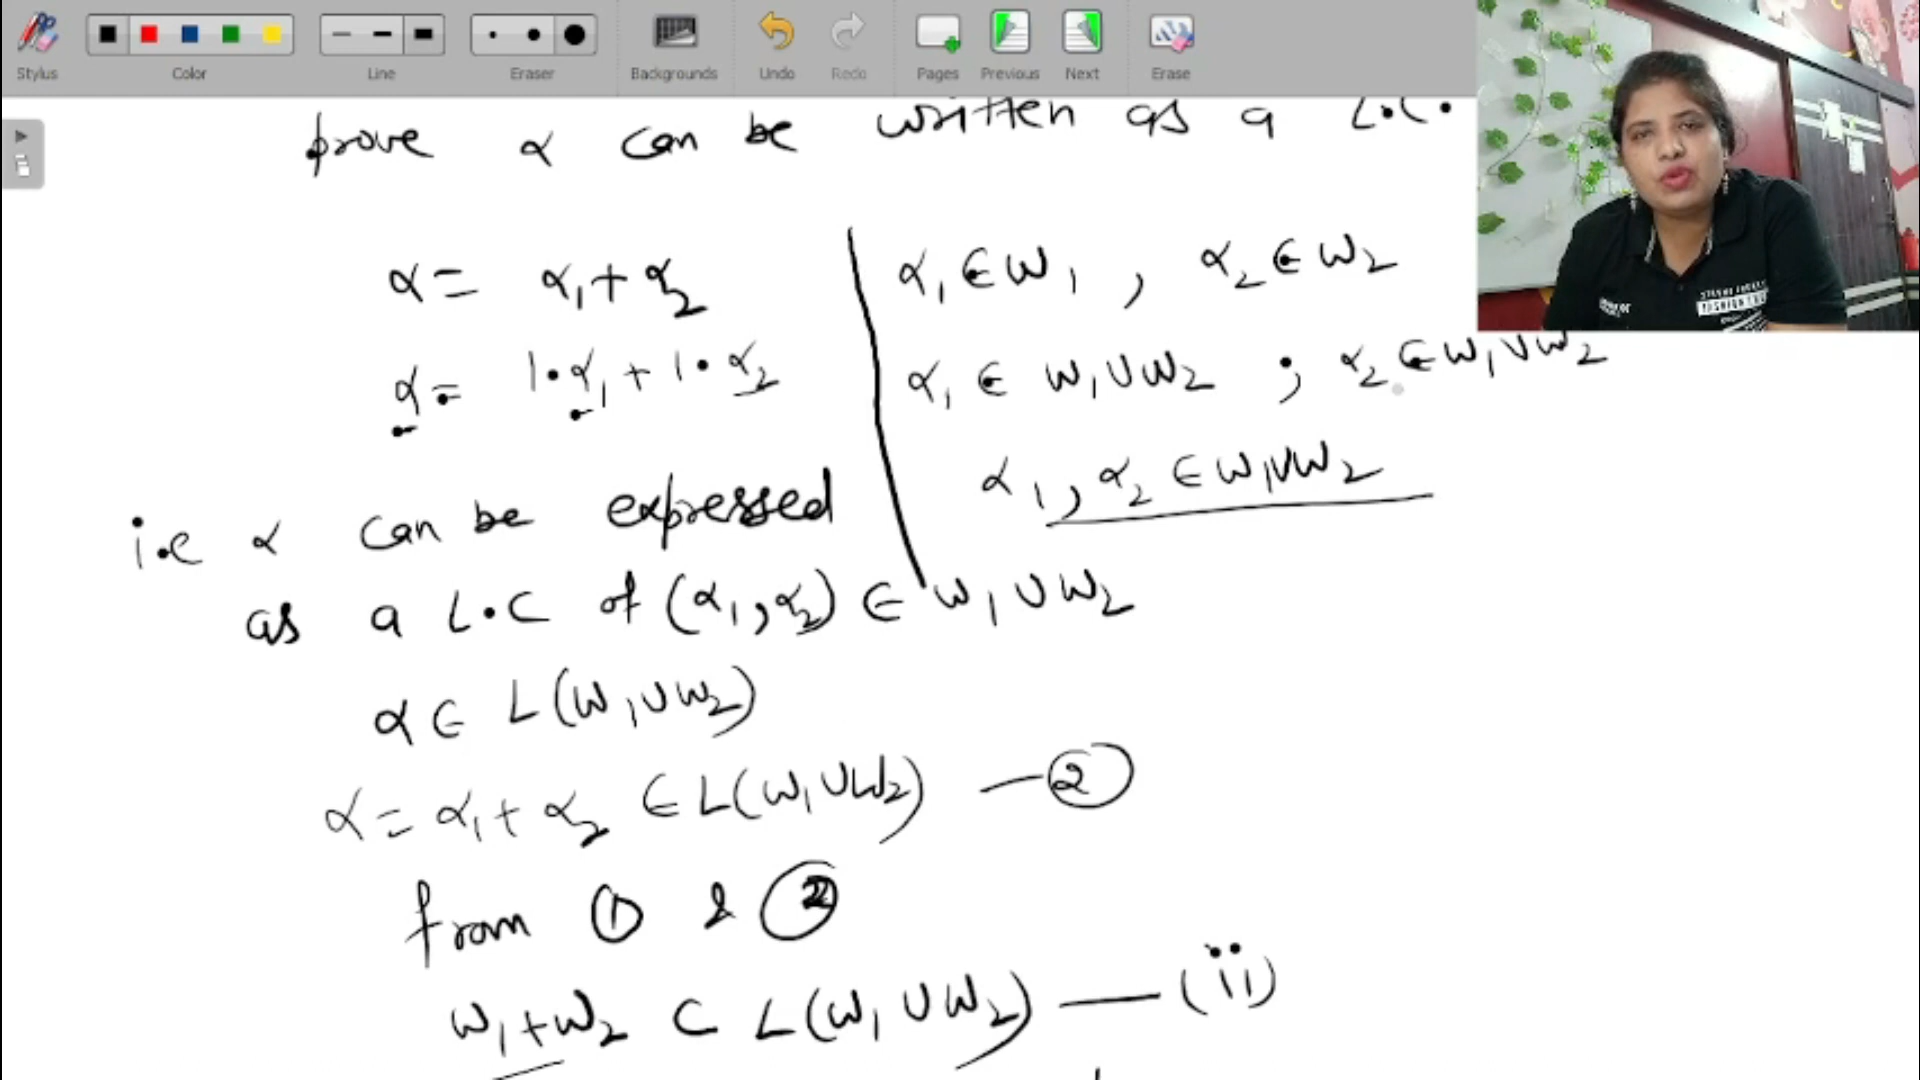 Stylus Color Line Eraser Backgrounds Undo Redo Pages Previous Next Erase
prove α can be written as a L.C.
α = α₁ + α₂
α₁ ∈ W₁ , α₂ ∈ W₂
α = 1·α₁ + 1·α₂
α₁ ∈ W₁∪W₂ ; α₂ ∈ W₁∪W₂
α₁, α₂ ∈ W₁∪W₂
i.e α can be expressed
as a L.C of (α₁, α₂) ∈ W₁∪W₂
α ∈ L(W₁∪W₂)
α = α₁ + α₂ ∈ L(W₁∪W₂) — ②
from ① & ②
W₁+W₂ ⊂ L(W₁∪W₂) — (ii)